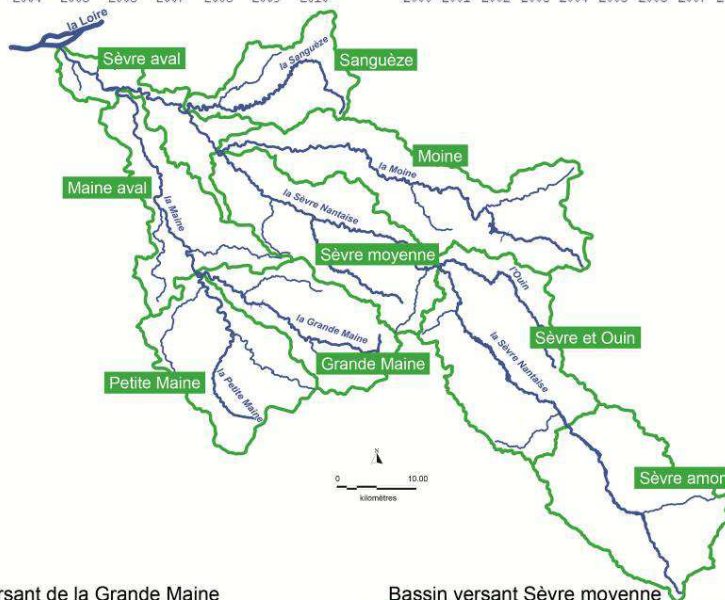 la Loire
Sèvre aval
la Sanguèze
Sanguèze
Moine
la Moine
Maine aval
la Maine
la Sèvre Nantaise
Sèvre moyenne
l'Ouin
la Grande Maine
la Sèvre Nantaise
Sèvre et Ouin
Grande Maine
Petite Maine
la Petite Maine
N
0 10.00
kilomètres
Sèvre amon
rsant de la Grande Maine
Bassin versant Sèvre moyenne